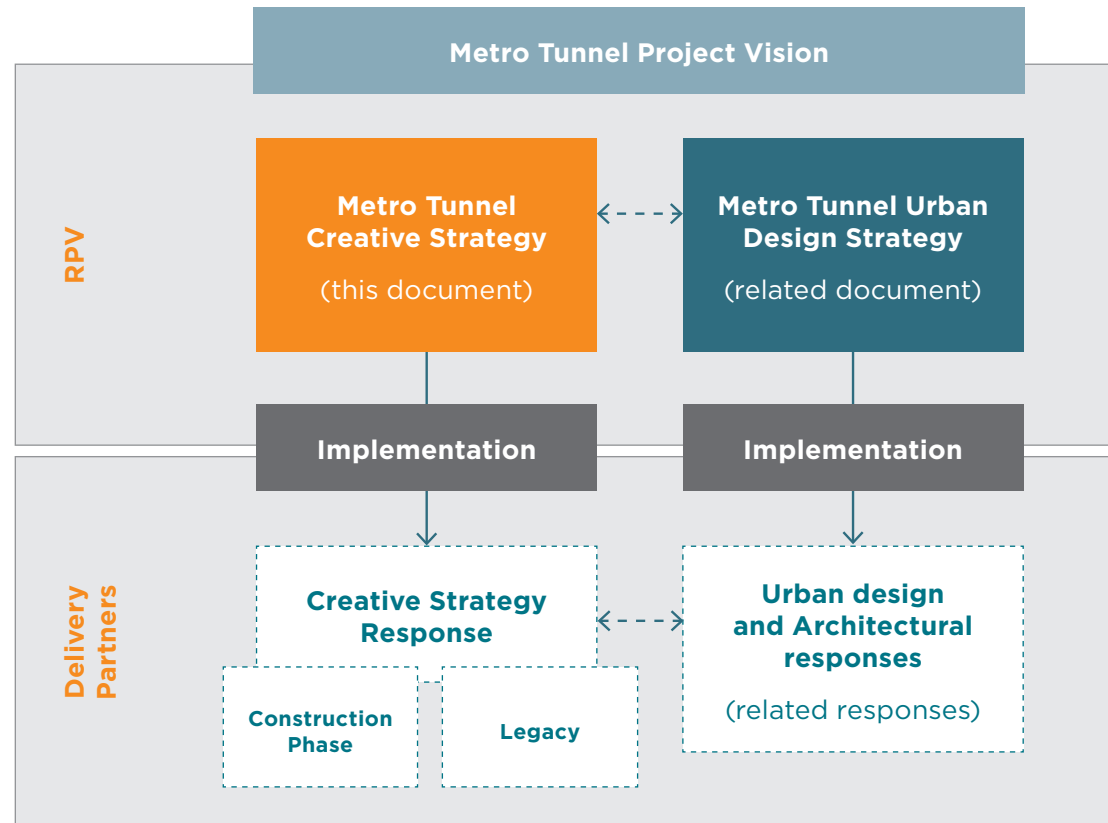 Metro Tunnel Project Vision
RPV
Metro Tunnel
Creative Strategy
(this document)
Metro Tunnel Urban
Design Strategy
(related document)
Implementation
Implementation
Delivery
Partners
Creative Strategy
Response
Construction
Phase
Legacy
Urban design
and Architectural
responses
(related responses)